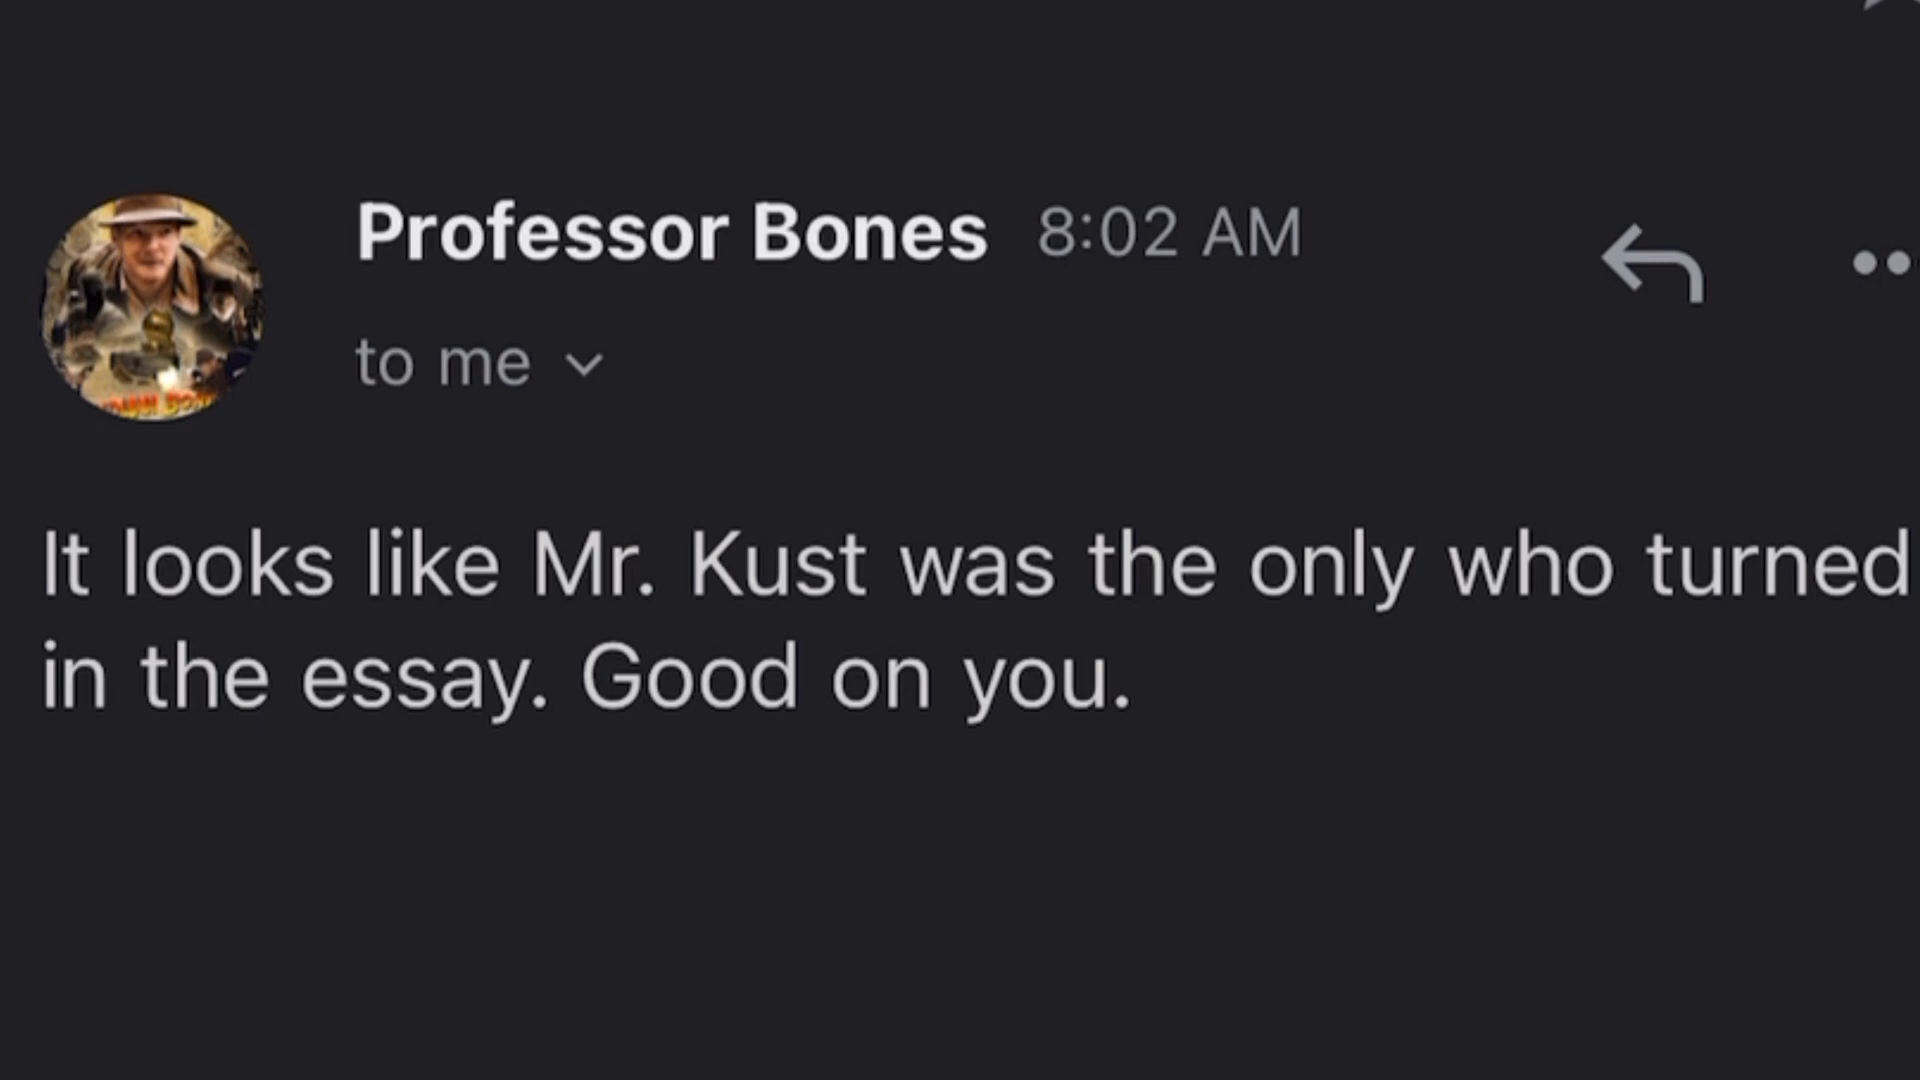 Professor Bones 8:02 AM
to me
It looks like Mr. Kust was the only who turned
in the essay. Good on you.